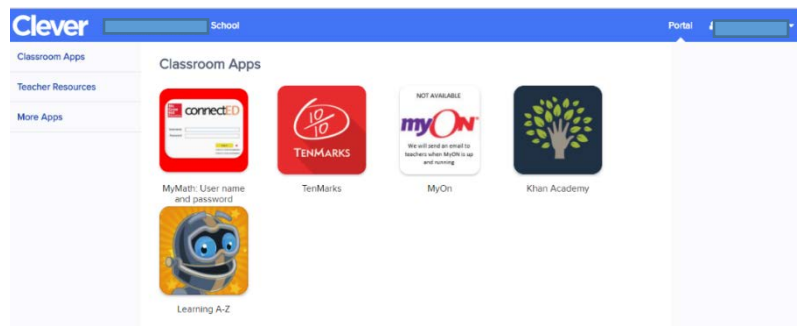 Clever
School
Portal
Classroom Apps
Teacher Resources
More Apps
Classroom Apps
connectED
MyMath: User name
and password
10
10
TENMARKS
TenMarks
NOT AVAILABLE
myON
We will send an email to
teachers when MyON is up
and running
MyOn
Khan Academy
Learning A-Z